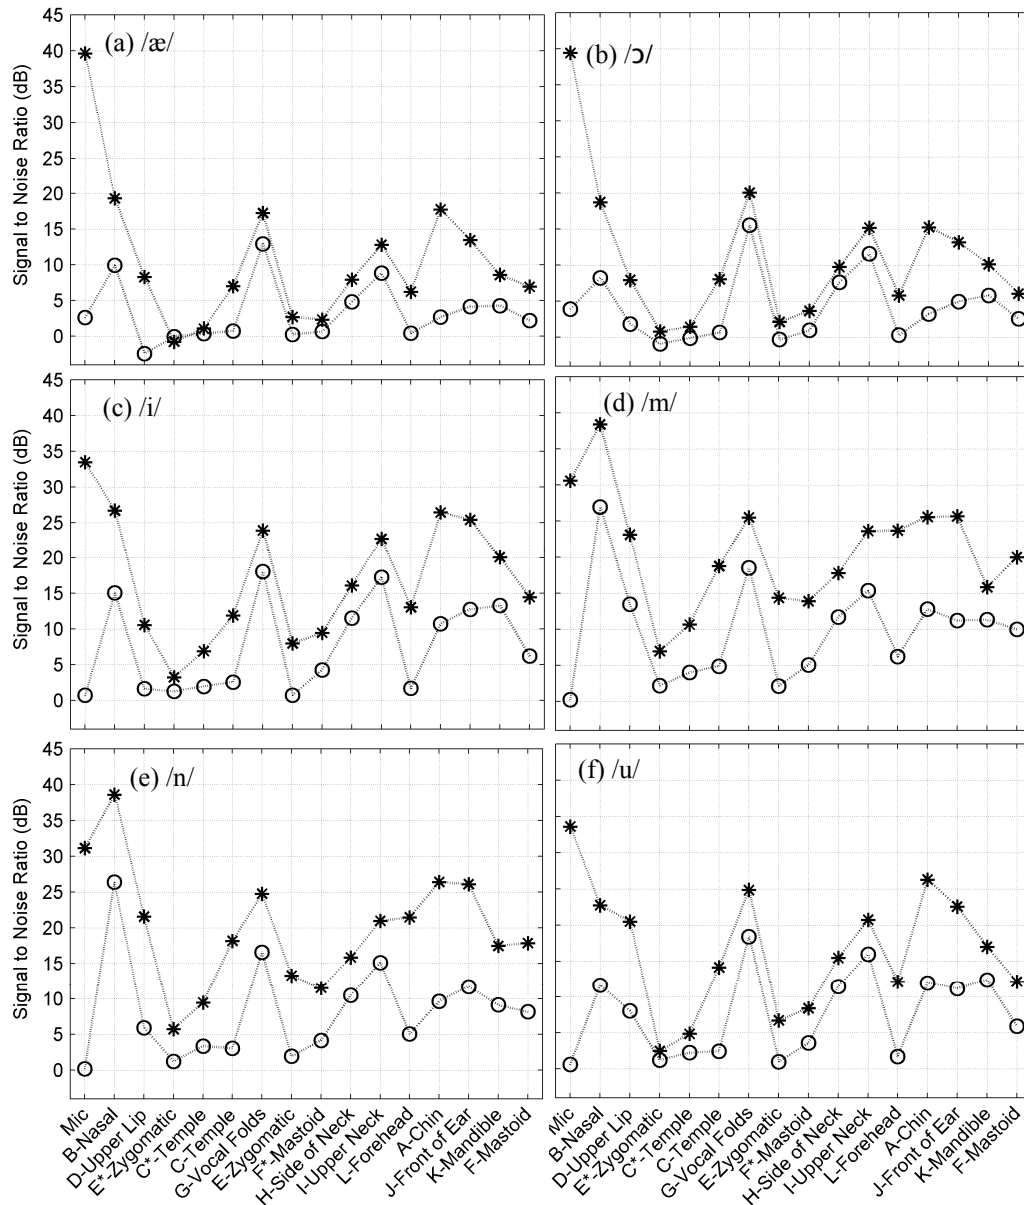 45
40
35
30
25
20
15
10
5
0
Signal to Noise Ratio (dB)
(a) /æ/
(b) /ɔ/
45
40
35
30
25
20
15
10
5
0
Signal to Noise Ratio (dB)
(c) /i/
(d) /m/
45
40
35
30
25
20
15
10
5
0
Signal to Noise Ratio (dB)
(e) /n/
(f) /u/
Mic
B-Nasal
D-Upper Lip
E*-Zygomatic
C*-Temple
C-Temple
G-Vocal Folds
E-Zygomatic
F*-Mastoid
H-Side of Neck
I-Upper Neck
L-Forehead
A-Chin
J-Front of Ear
K-Mandible
F-Mastoid
Mic
B-Nasal
D-Upper Lip
E*-Zygomatic
C*-Temple
C-Temple
G-Vocal Folds
E-Zygomatic
F*-Mastoid
H-Side of Neck
I-Upper Neck
L-Forehead
A-Chin
J-Front of Ear
K-Mandible
F-Mastoid